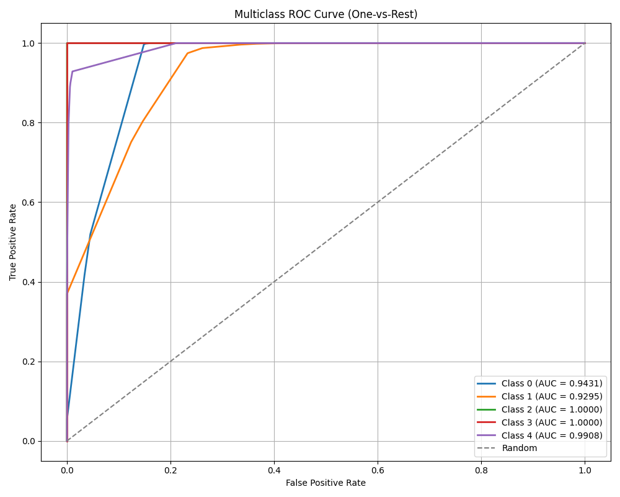 Multiclass ROC Curve (One-vs-Rest)
True Positive Rate
1.0
0.8
0.6
0.4
0.2
0.0
0.0 0.2 0.4 0.6 0.8 1.0
False Positive Rate
Class 0 (AUC = 0.9431)
Class 1 (AUC = 0.9295)
Class 2 (AUC = 1.0000)
Class 3 (AUC = 1.0000)
Class 4 (AUC = 0.9908)
Random